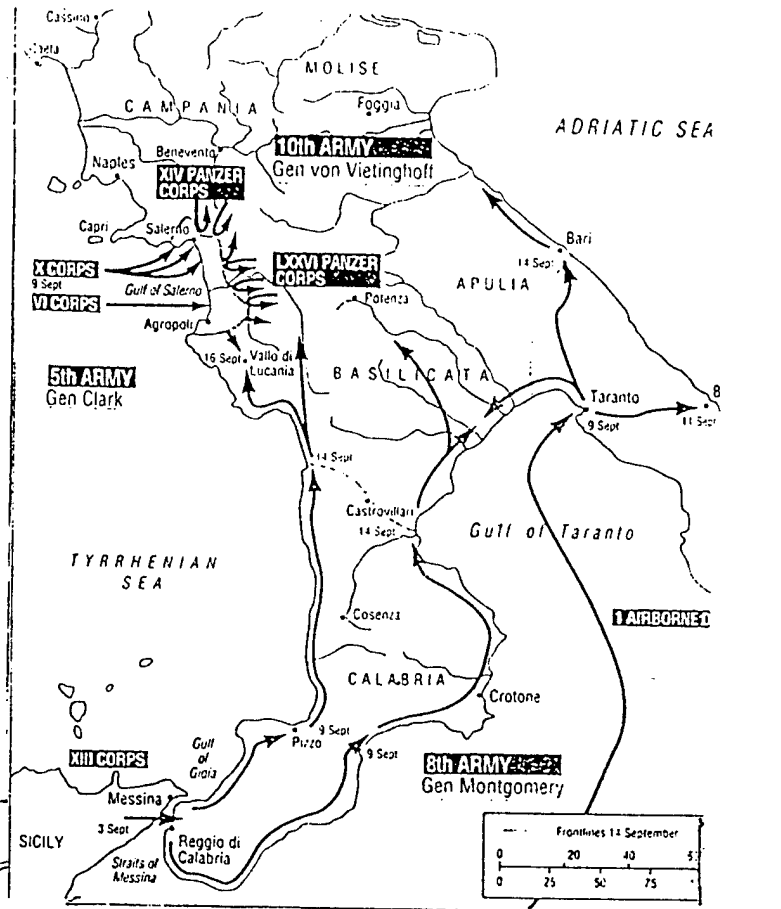 Cassino
MOLISE
CAMPANIA
Foggia
ADRIATIC SEA
Benevento
10th ARMY
Gen von Vietinghoff
Naples
XIV PANZER
CORPS
Capri
Salerno
Bari
14 Sept
X CORPS
9 Sept
Gulf of Salerno
LXXVI PANZER
CORPS
APULIA
VI CORPS
Potenza
Agropoli
16 Sept
Vallo di
Lucania
BASILICATA
5th ARMY
Gen Clark
Taranto
9 Sept
B
11 Sept
14 Sept
Castrovillari
14 Sept
Gulf of Taranto
TYRRHENIAN
SEA
Cosenza
1 AIRBORNE D
CALABRIA
Crotone
9 Sept
Pizzo
9 Sept
Gulf
of
Gioia
XIII CORPS
8th ARMY
Gen Montgomery
Messina
3 Sept
SICILY
Reggio di
Calabria
Straits of
Messina
Frontlines 14 September
0 20 40
0 25 50 75